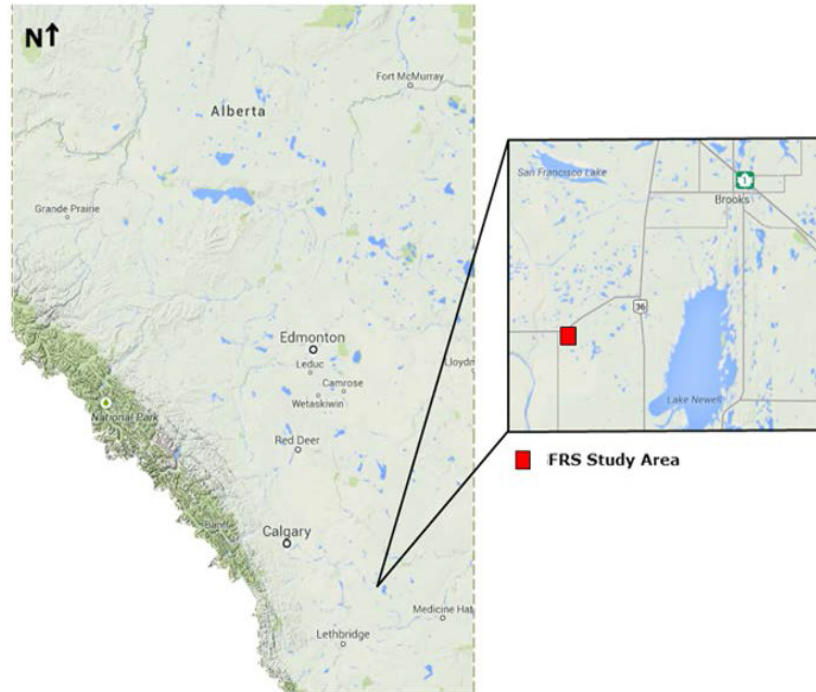 N↑
Fort McMurray
Alberta
Grande Prairie
Edmonton
Leduc
Camrose
Wetaskiwin
Lloydm
National Park
Red Deer
Banff
Calgary
Medicine Hat
Lethbridge
San Francisco Lake
1
Brooks
36
Lake Newell
FRS Study Area